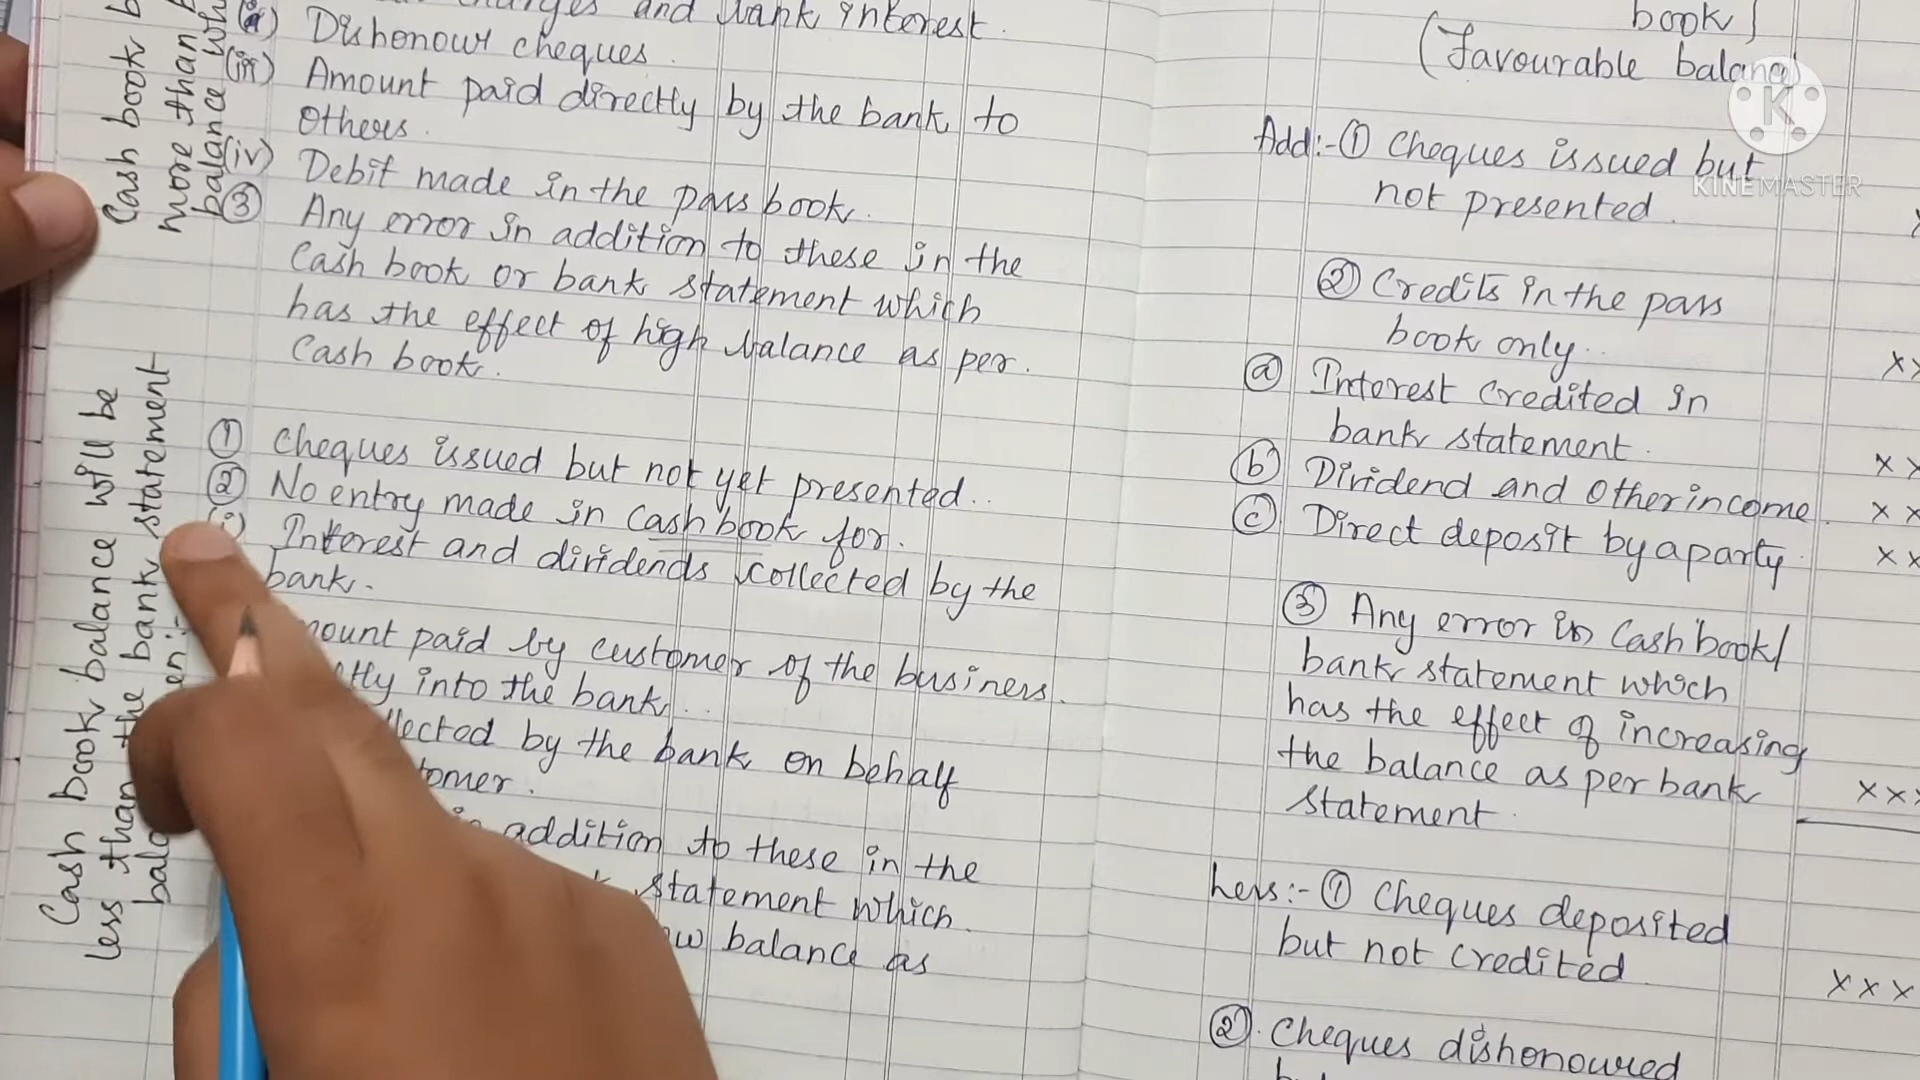 charges and bank interest.
(ii) Dishonour cheques.
(iii) Amount paid directly by the bank to
Others.
(iv) Debit made in the pass book.
③ Any error in addition to these in the
Cash book or bank statement which
has the effect of high balance as per.
Cash book.
Cash book
more than
balance
① Cheques issued but not yet presented..
② No entry made in cash book for.
(i) Interest and dividends collected by the
bank.
mount paid by customer of the business.
tly into the bank..
llected by the bank on behalf
tomer.
in addition to these in the
statement which.
w balance as
Cash book balance will be
less than the bank statement
book]
(favourable balance)
Add:- ① Cheques issued but
not presented.
② Credits in the pass
book only..
ⓐ Interest credited in
bank statement.
ⓑ Dividend and Other income.
ⓒ Direct deposit by a party.
③ Any error in Cash book/
bank statement which
has the effect of increasing
the balance as per bank
statement.
Less:- ① Cheques deposited
but not credited
② Cheques dishonoured
xx
xx
xx
xx
xxx
xxx
K
KINEMASTER